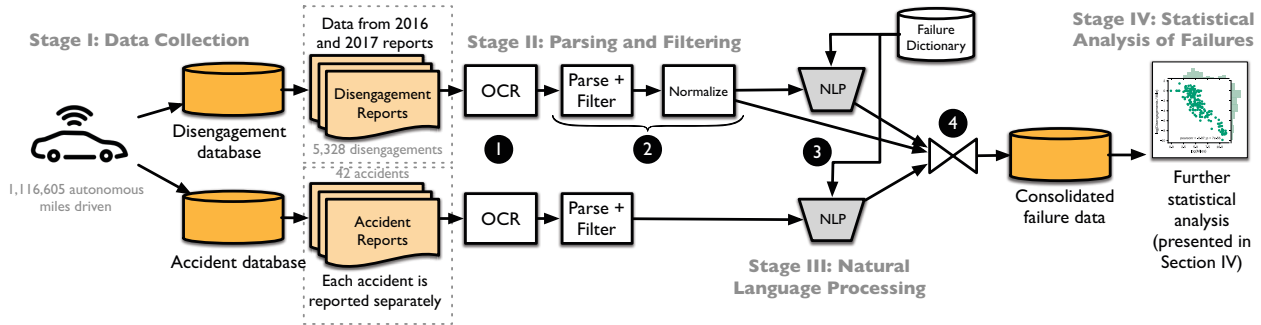 Stage I: Data Collection
1,116,605 autonomous
miles driven
Disengagement
database
Accident database
Data from 2016
and 2017 reports
Disengagement
Reports
5,328 disengagements
42 accidents
Accident
Reports
Each accident is
reported separately
Stage II: Parsing and Filtering
OCR
Parse +
Filter
Normalize
1
2
OCR
Parse +
Filter
Failure
Dictionary
NLP
3
NLP
Stage III: Natural
Language Processing
4
Consolidated
failure data
Stage IV: Statistical
Analysis of Failures
Further
statistical
analysis
(presented in
Section IV)